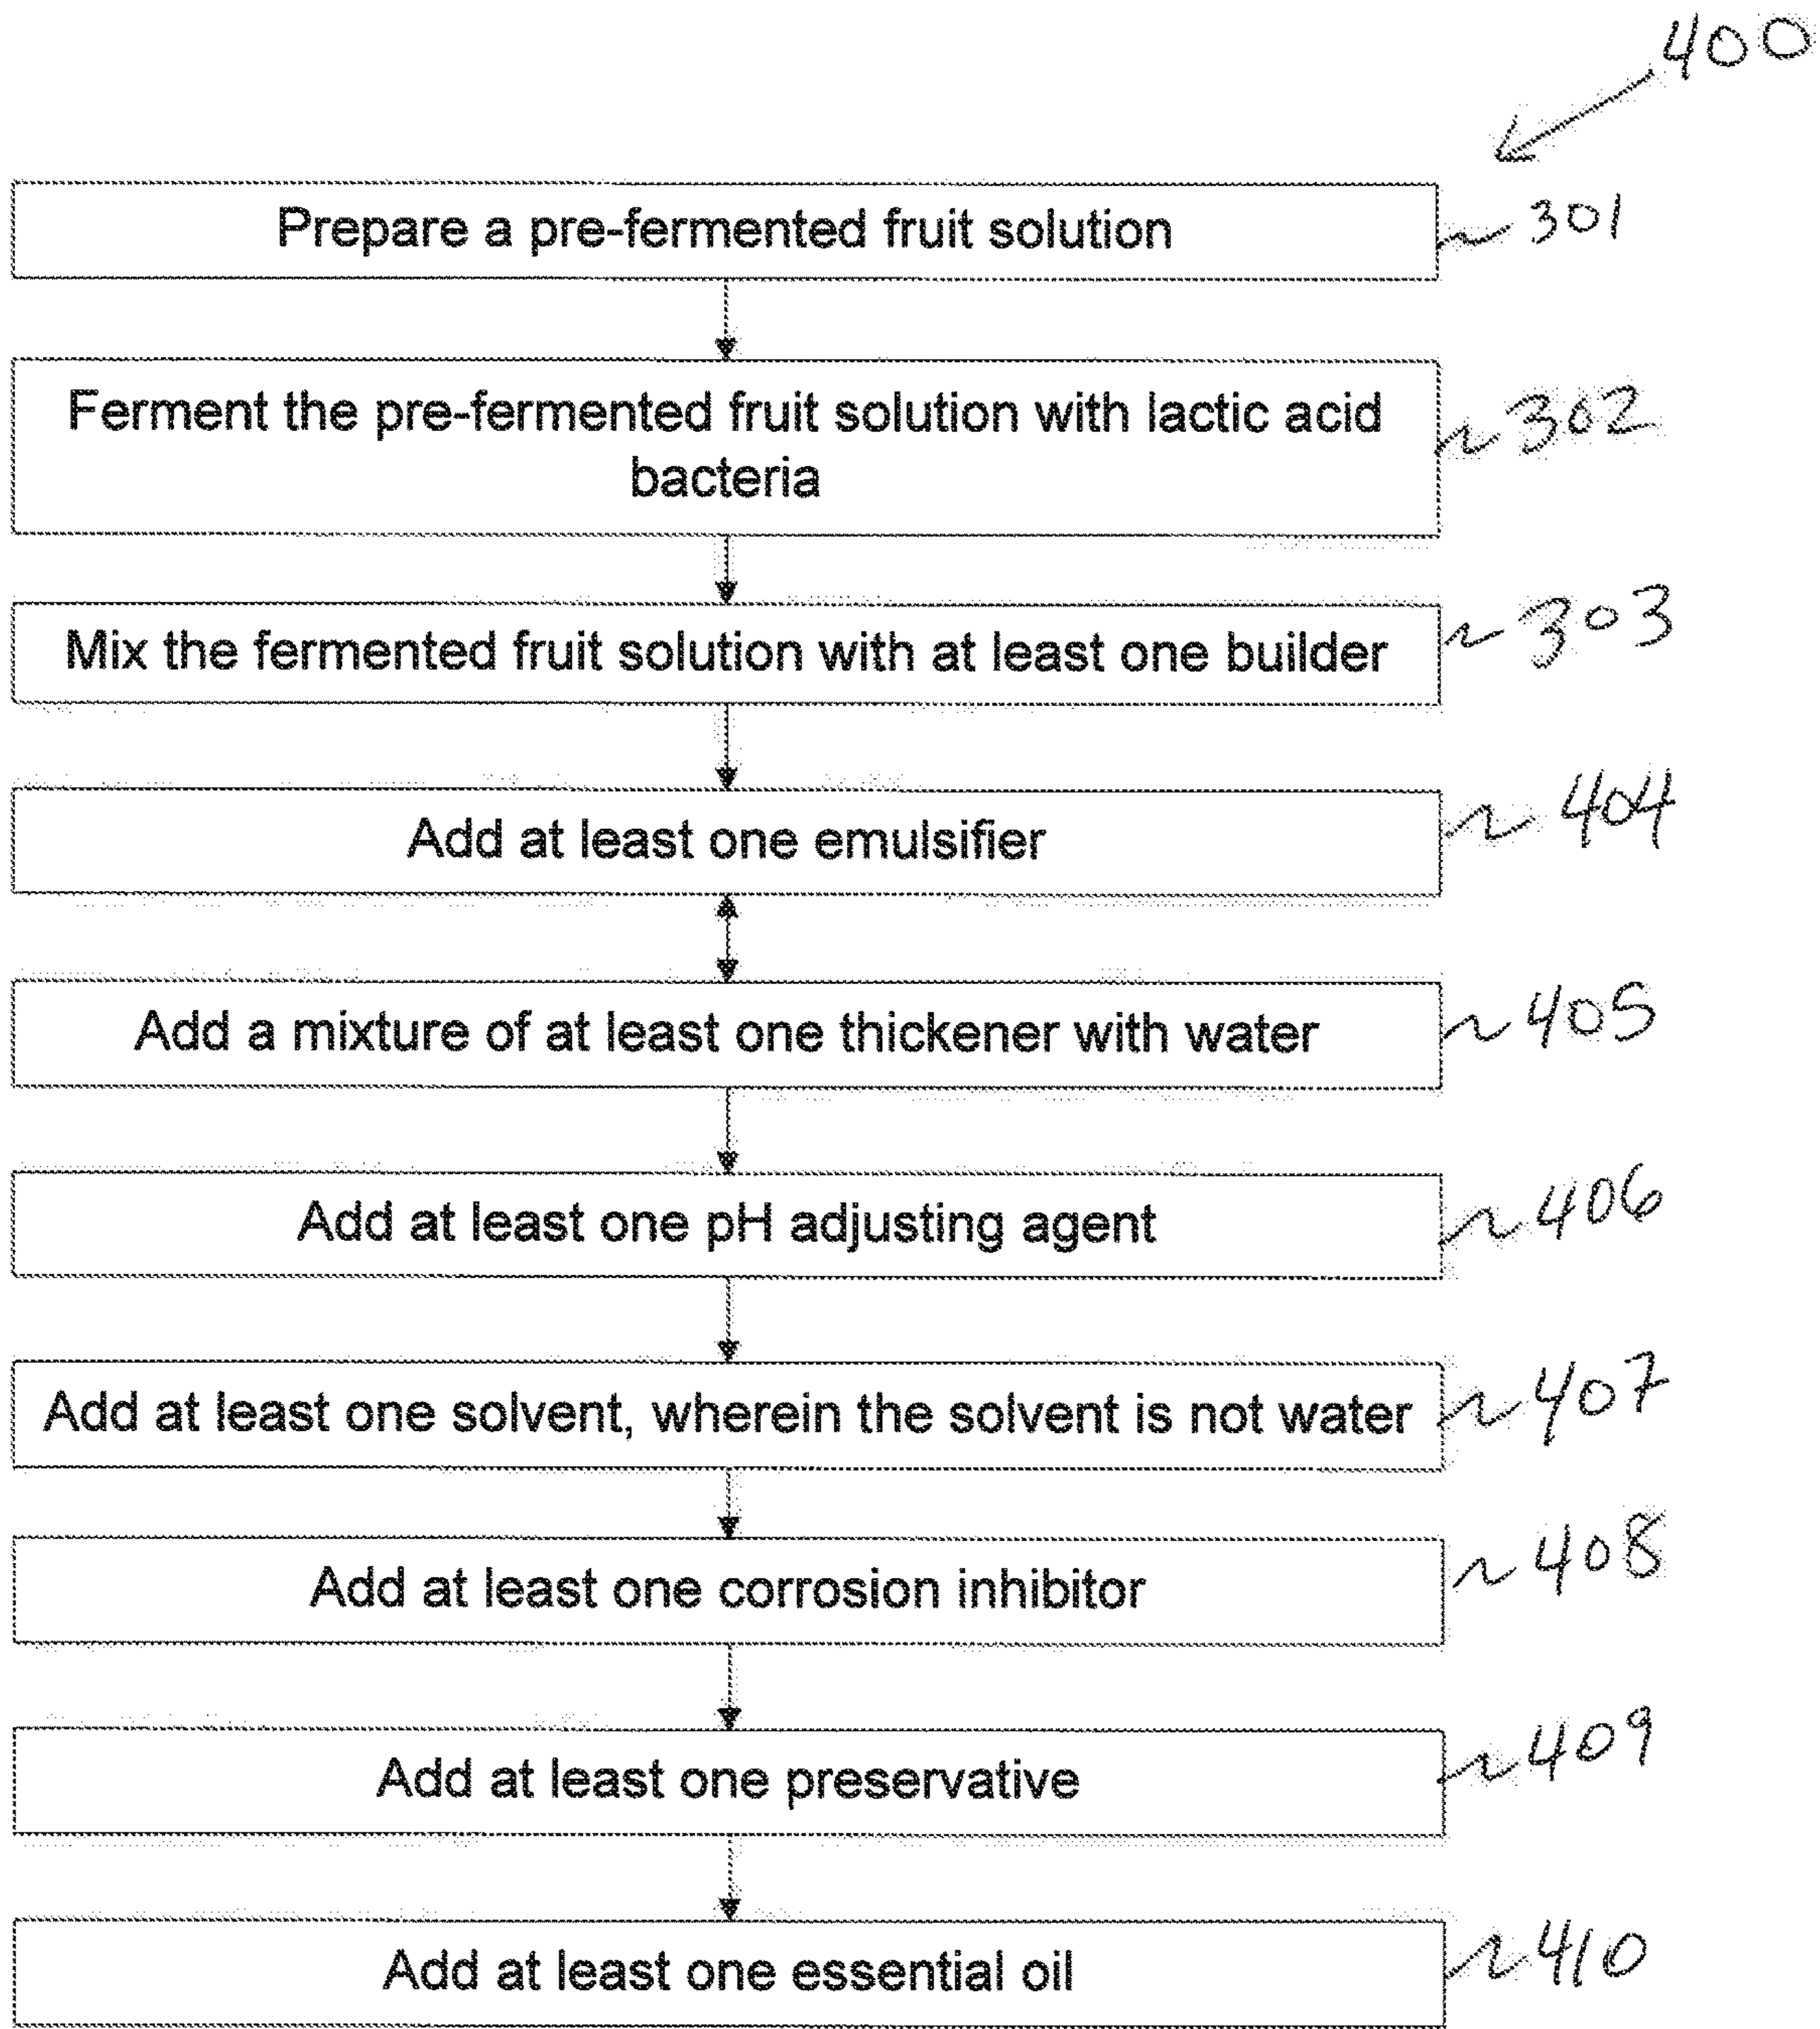 400
Prepare a pre-fermented fruit solution 301
Ferment the pre-fermented fruit solution with lactic acid
bacteria
302
Mix the fermented fruit solution with at least one builder 303
Add at least one emulsifier 404
Add a mixture of at least one thickener with water 405
Add at least one pH adjusting agent 406
Add at least one solvent, wherein the solvent is not water 407
Add at least one corrosion inhibitor 408
Add at least one preservative 409
Add at least one essential oil 410